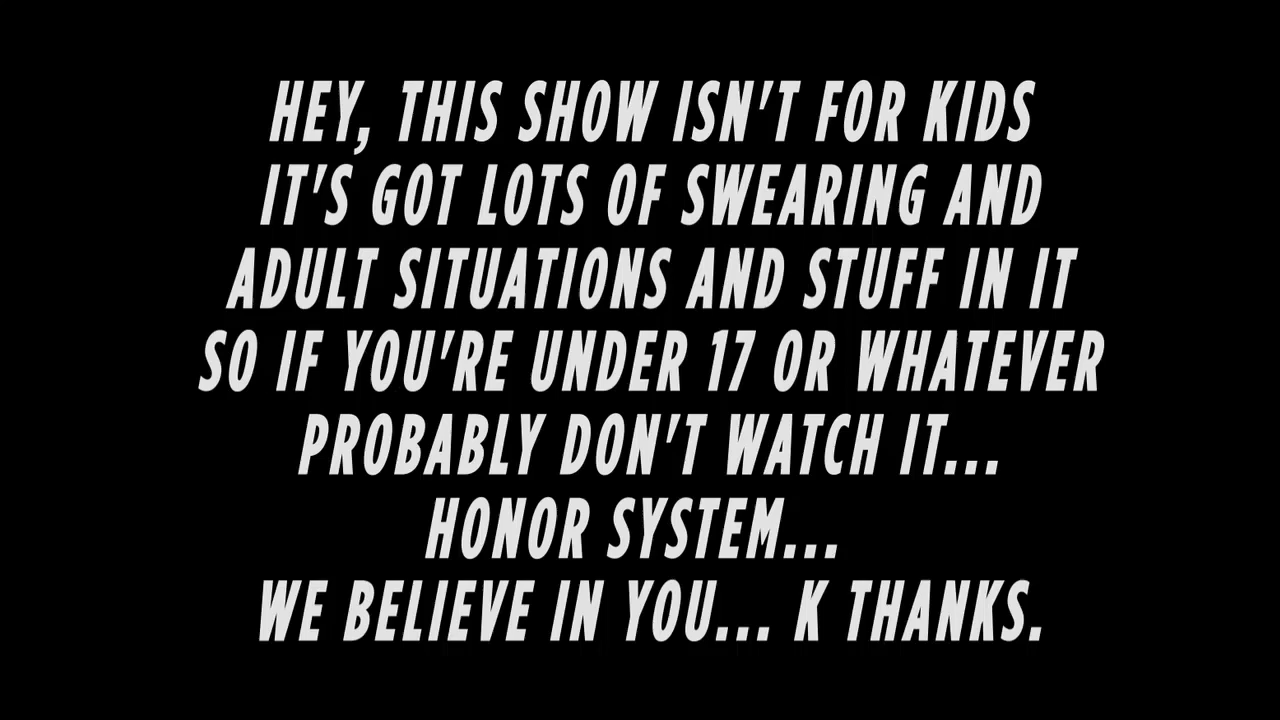 HEY, THIS SHOW ISN'T FOR KIDS
IT'S GOT LOTS OF SWEARING AND
ADULT SITUATIONS AND STUFF IN IT
SO IF YOU'RE UNDER 17 OR WHATEVER
PROBABLY DON'T WATCH IT...
HONOR SYSTEM...
WE BELIEVE IN YOU... K THANKS.